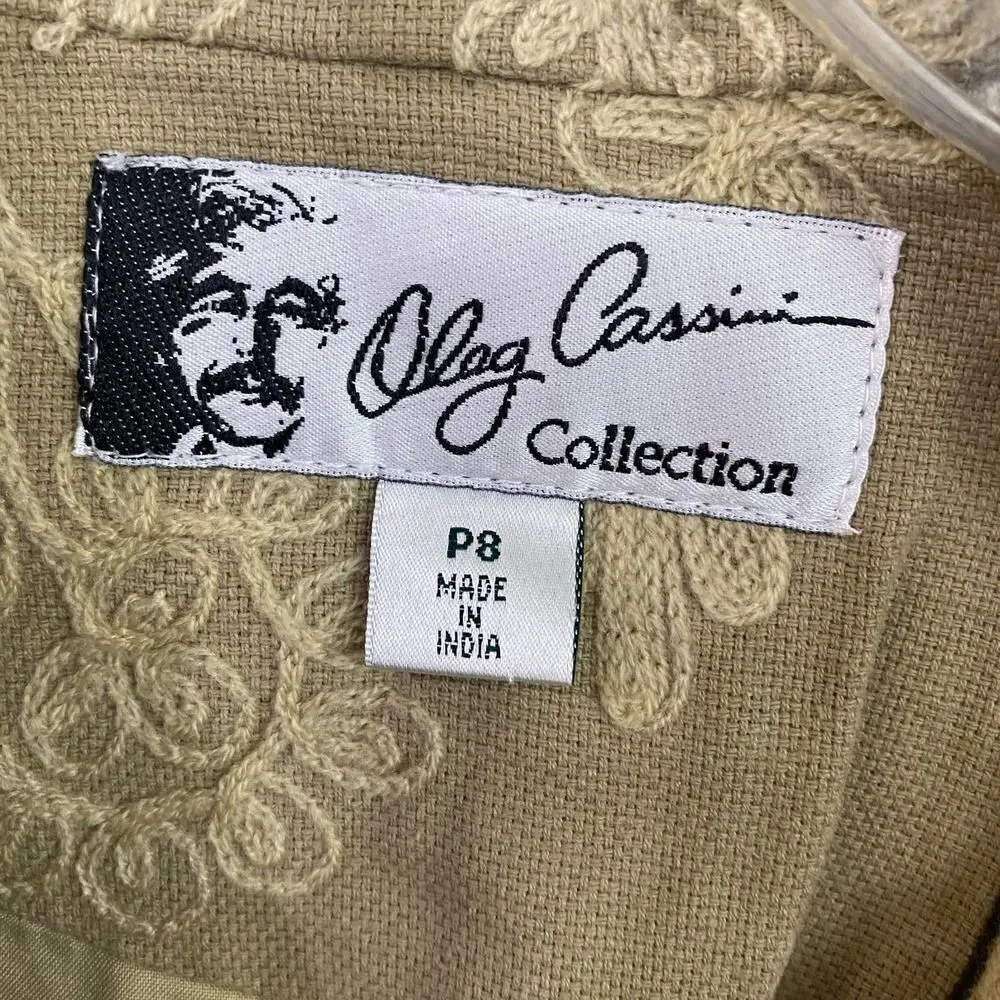 Oleg Cassini
Collection
P8
MADE
IN
INDIA